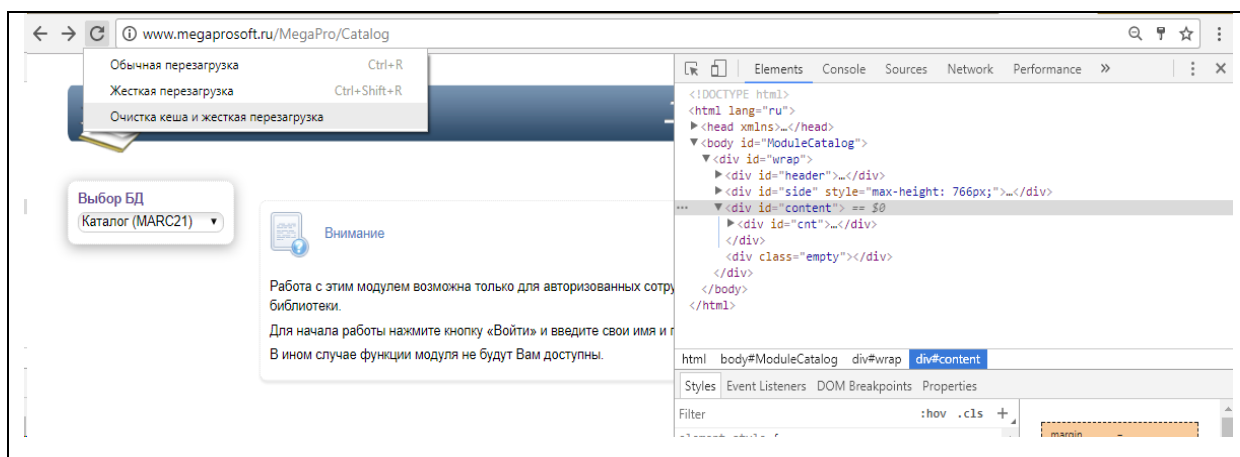 www.megaprosoft.ru/MegaPro/Catalog
Обычная перезагрузка Ctrl+R
Жесткая перезагрузка Ctrl+Shift+R
Очистка кеша и жесткая перезагрузка
Выбор БД
Каталог (MARC21)
Внимание
Работа с этим модулем возможна только для авторизованных сотру
библиотеки.
Для начала работы нажмите кнопку «Войти» и введите свои имя и п
В ином случае функции модуля не будут Вам доступны.
Elements Console Sources Network Performance »
<!DOCTYPE html>
<html lang="ru">
▶<head xmlns>…</head>
▼<body id="ModuleCatalog">
▼<div id="wrap">
▶<div id="header">…</div>
▶<div id="side" style="max-height: 766px;">…</div>
… ▼<div id="content"> == $0
▶<div id="cnt">…</div>
</div>
<div class="empty"></div>
</div>
</body>
</html>
html body#ModuleCatalog div#wrap div#content
Styles Event Listeners DOM Breakpoints Properties
Filter :hov .cls +
element.style {
margin –